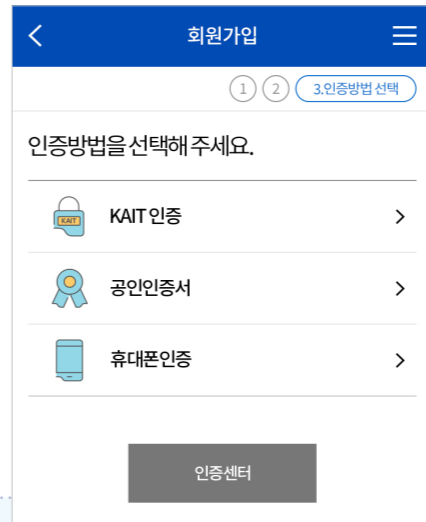 회원가입
1 2 3.인증방법 선택
인증방법을 선택해 주세요.
KAIT KAIT 인증
공인인증서
휴대폰인증
인증센터